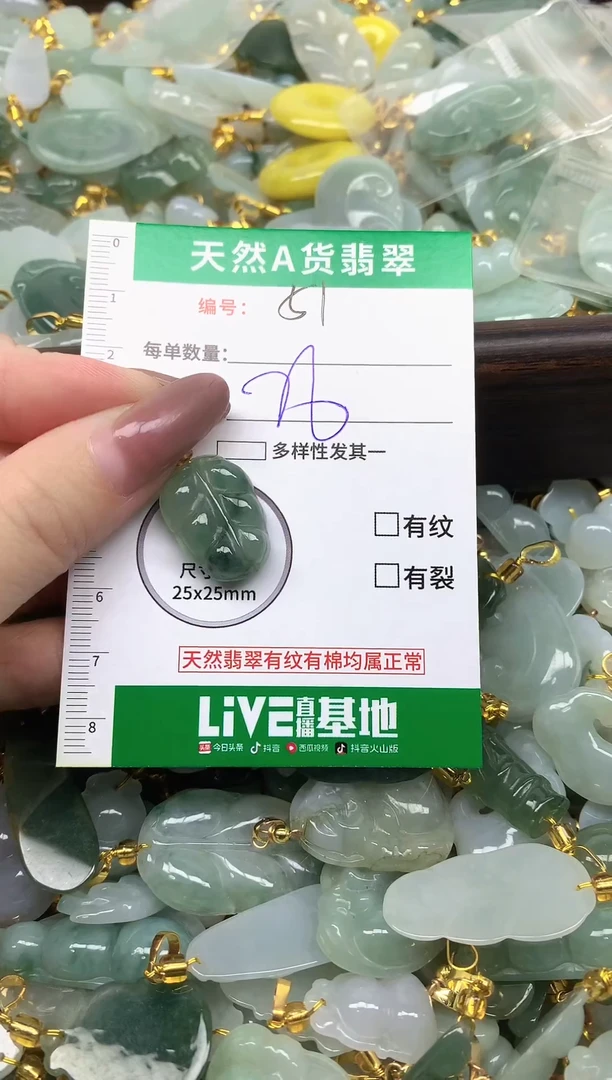 天然A货翡翠
0
1
编号： 51
2
每单数量：
多样性发其一
有纹
尺寸
25x25mm
有裂
6
天然翡翠有纹有棉均属正常
7
LiVE直播基地
8
头条 今日头条 抖音 西瓜视频 抖音火山版